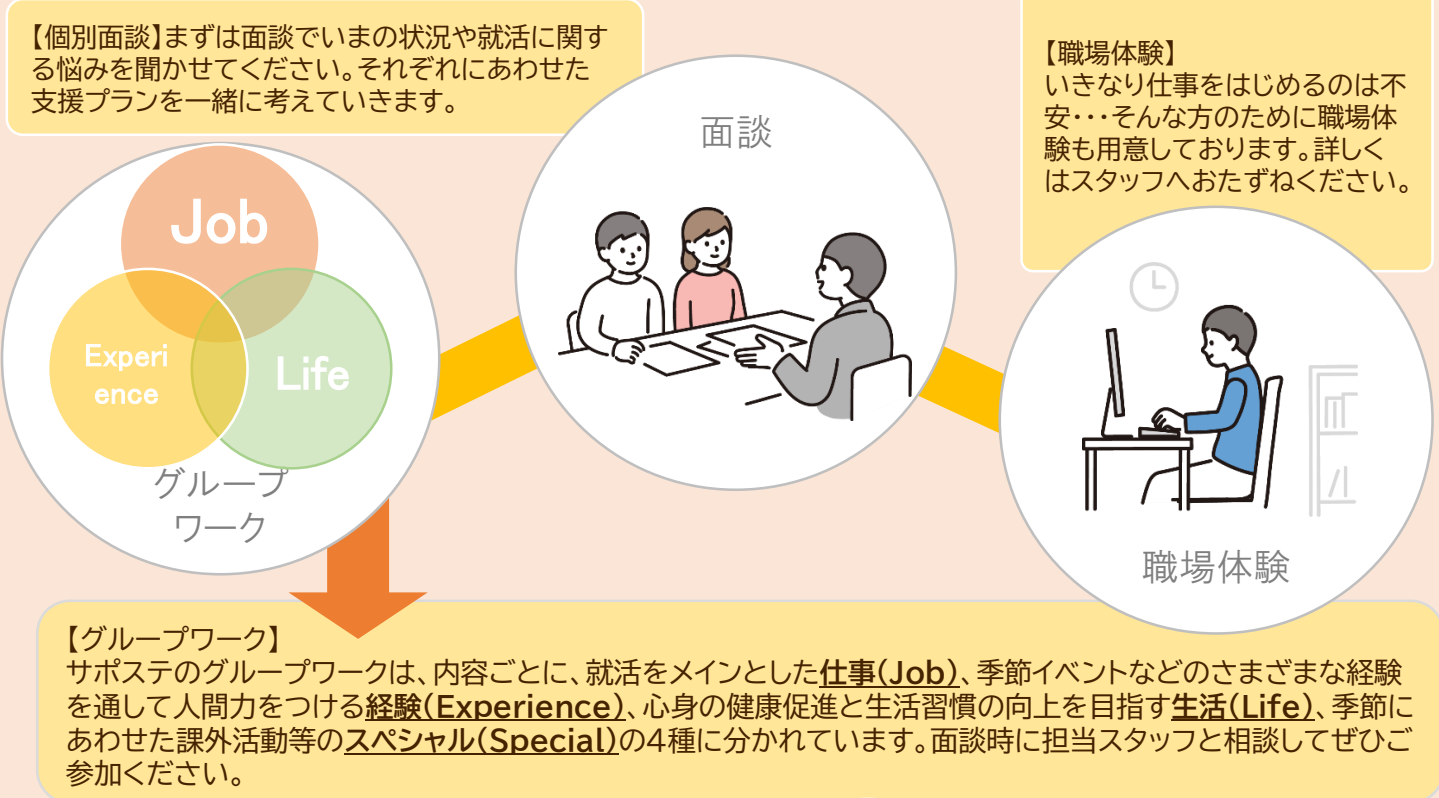 【個別面談】まずは面談でいまの状況や就活に関す
る悩みを聞かせてください。それぞれにあわせた
支援プランを一緒に考えていきます。
【職場体験】
いきなり仕事をはじめるのは不
安・・・そんな方のために職場体
験も用意しております。詳しく
はスタッフへおたずねください。
面談
Job
Experi
ence
Life
グループ
ワーク
職場体験
【グループワーク】
サポステのグループワークは、内容ごとに、就活をメインとした仕事(Job)、季節イベントなどのさまざまな経験
を通して人間力をつける経験(Experience)、心身の健康促進と生活習慣の向上を目指す生活(Life)、季節に
あわせた課外活動等のスペシャル(Special)の4種に分かれています。面談時に担当スタッフと相談してぜひご
参加ください。